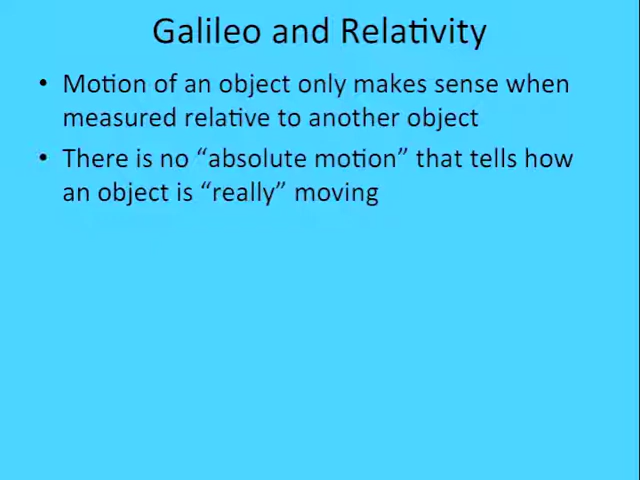 Galileo and Relativity
• Motion of an object only makes sense when
measured relative to another object
• There is no “absolute motion” that tells how
an object is “really” moving